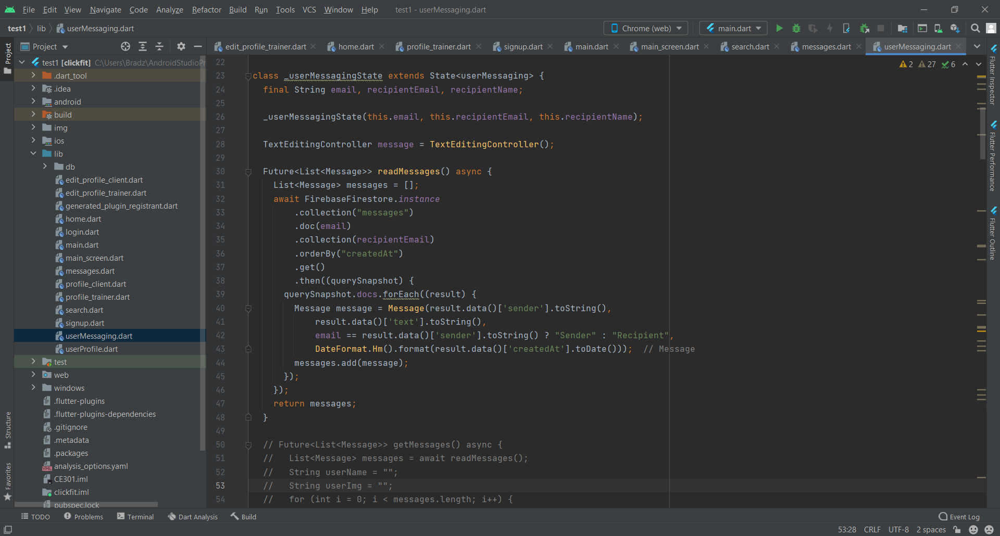 File Edit View Navigate Code Analyze Refactor Build Run Tools VCS Window Help test1 - userMessaging.dart
test1 lib userMessaging.dart Chrome (web) main.dart
Project Project
edit_profile_trainer.dart home.dart profile_trainer.dart signup.dart main.dart main_screen.dart search.dart messages.dart userMessaging.dart
test1 [clickfit] C:\Users\Bradz\AndroidStudioPr
.dart_tool
.idea
android
build
img
ios
lib
db
edit_profile_client.dart
edit_profile_trainer.dart
generated_plugin_registrant.dart
home.dart
login.dart
main.dart
main_screen.dart
messages.dart
profile_client.dart
profile_trainer.dart
search.dart
signup.dart
userMessaging.dart
userProfile.dart
test
web
windows
.flutter-plugins
.flutter-plugins-dependencies
.gitignore
.metadata
.packages
analysis_options.yaml
CE301.iml
clickfit.iml
pubspec.lock
Structure
Favorites
2 27 6
22
23 class _userMessagingState extends State<userMessaging> {
24 final String email, recipientEmail, recipientName;
25
26 _userMessagingState(this.email, this.recipientEmail, this.recipientName);
27
28 TextEditingController message = TextEditingController();
29
30 Future<List<Message>> readMessages() async {
31 List<Message> messages = [];
32 await FirebaseFirestore.instance
33 .collection("messages")
34 .doc(email)
35 .collection(recipientEmail)
36 .orderBy("createdAt")
37 .get()
38 .then((querySnapshot) {
39 querySnapshot.docs.forEach((result) {
40 Message message = Message(result.data()['sender'].toString(),
41 result.data()['text'].toString(),
42 email == result.data()['sender'].toString() ? "Sender" : "Recipient",
43 DateFormat.Hm().format(result.data()['createdAt'].toDate())); // Message
44 messages.add(message);
45 });
46 });
47 return messages;
48 }
49
50 // Future<List<Message>> getMessages() async {
51 // List<Message> messages = await readMessages();
52 // String userName = "";
53 // String userImg = "";
54 // for (int i = 0; i < messages.length; i++) {
Flutter Inspector
Flutter Performance
Flutter Outline
TODO Problems Terminal Dart Analysis Build Event Log
53:28 CRLF UTF-8 2 spaces